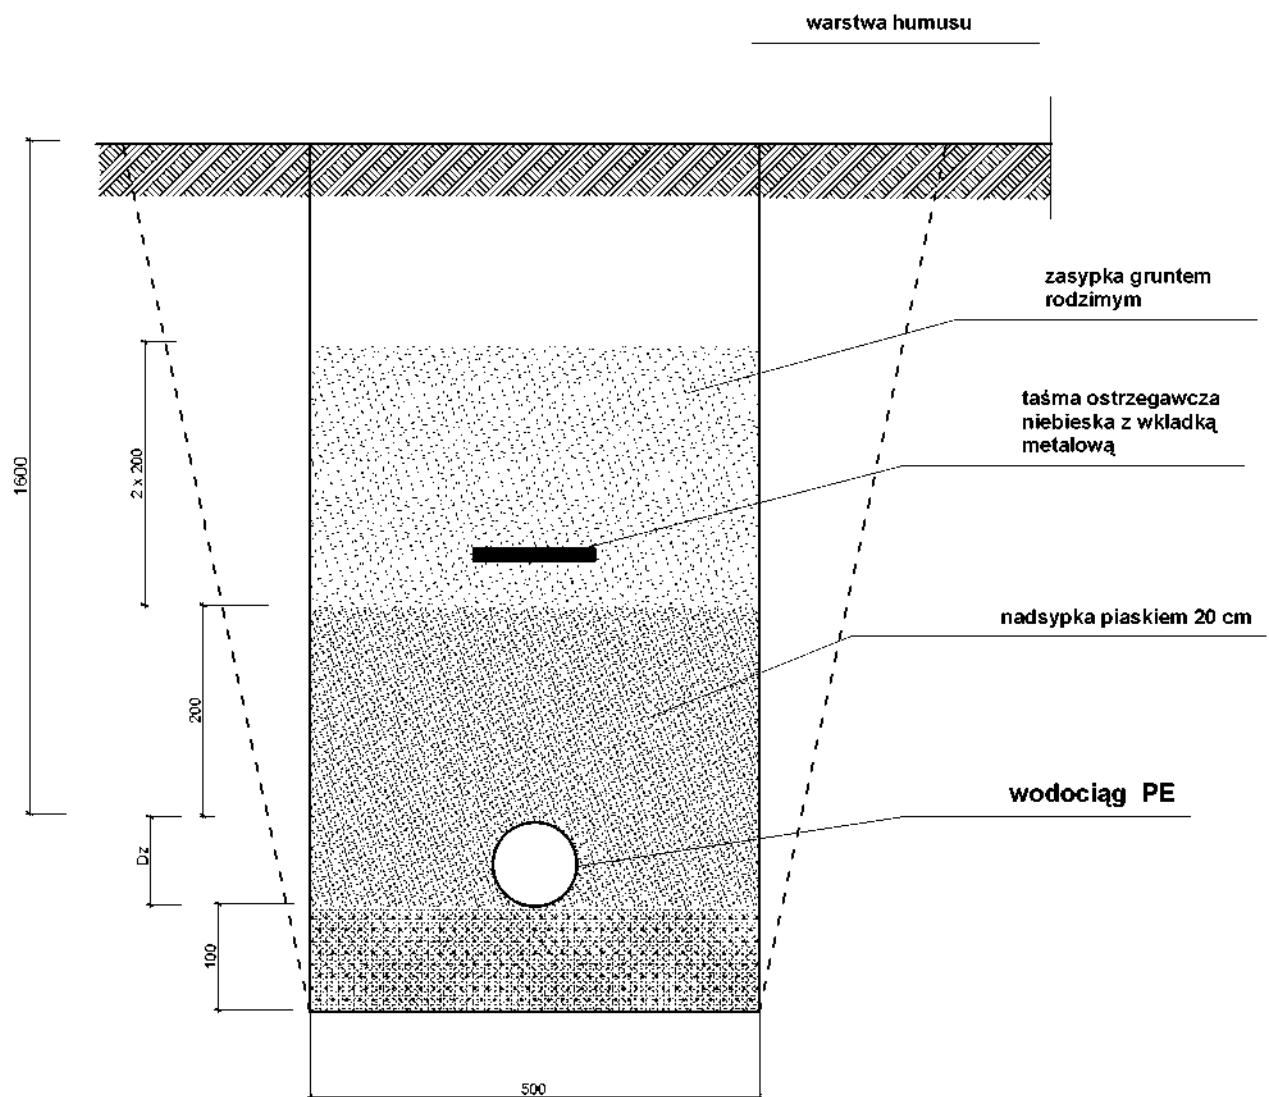 warstwa humusu
zasypka gruntem
rodzimym
taśma ostrzegawcza
niebieska z wkladką
metalową
1600
2 x 200
nadsypka piaskiem 20 cm
200
wodociąg PE
Dz
100
500